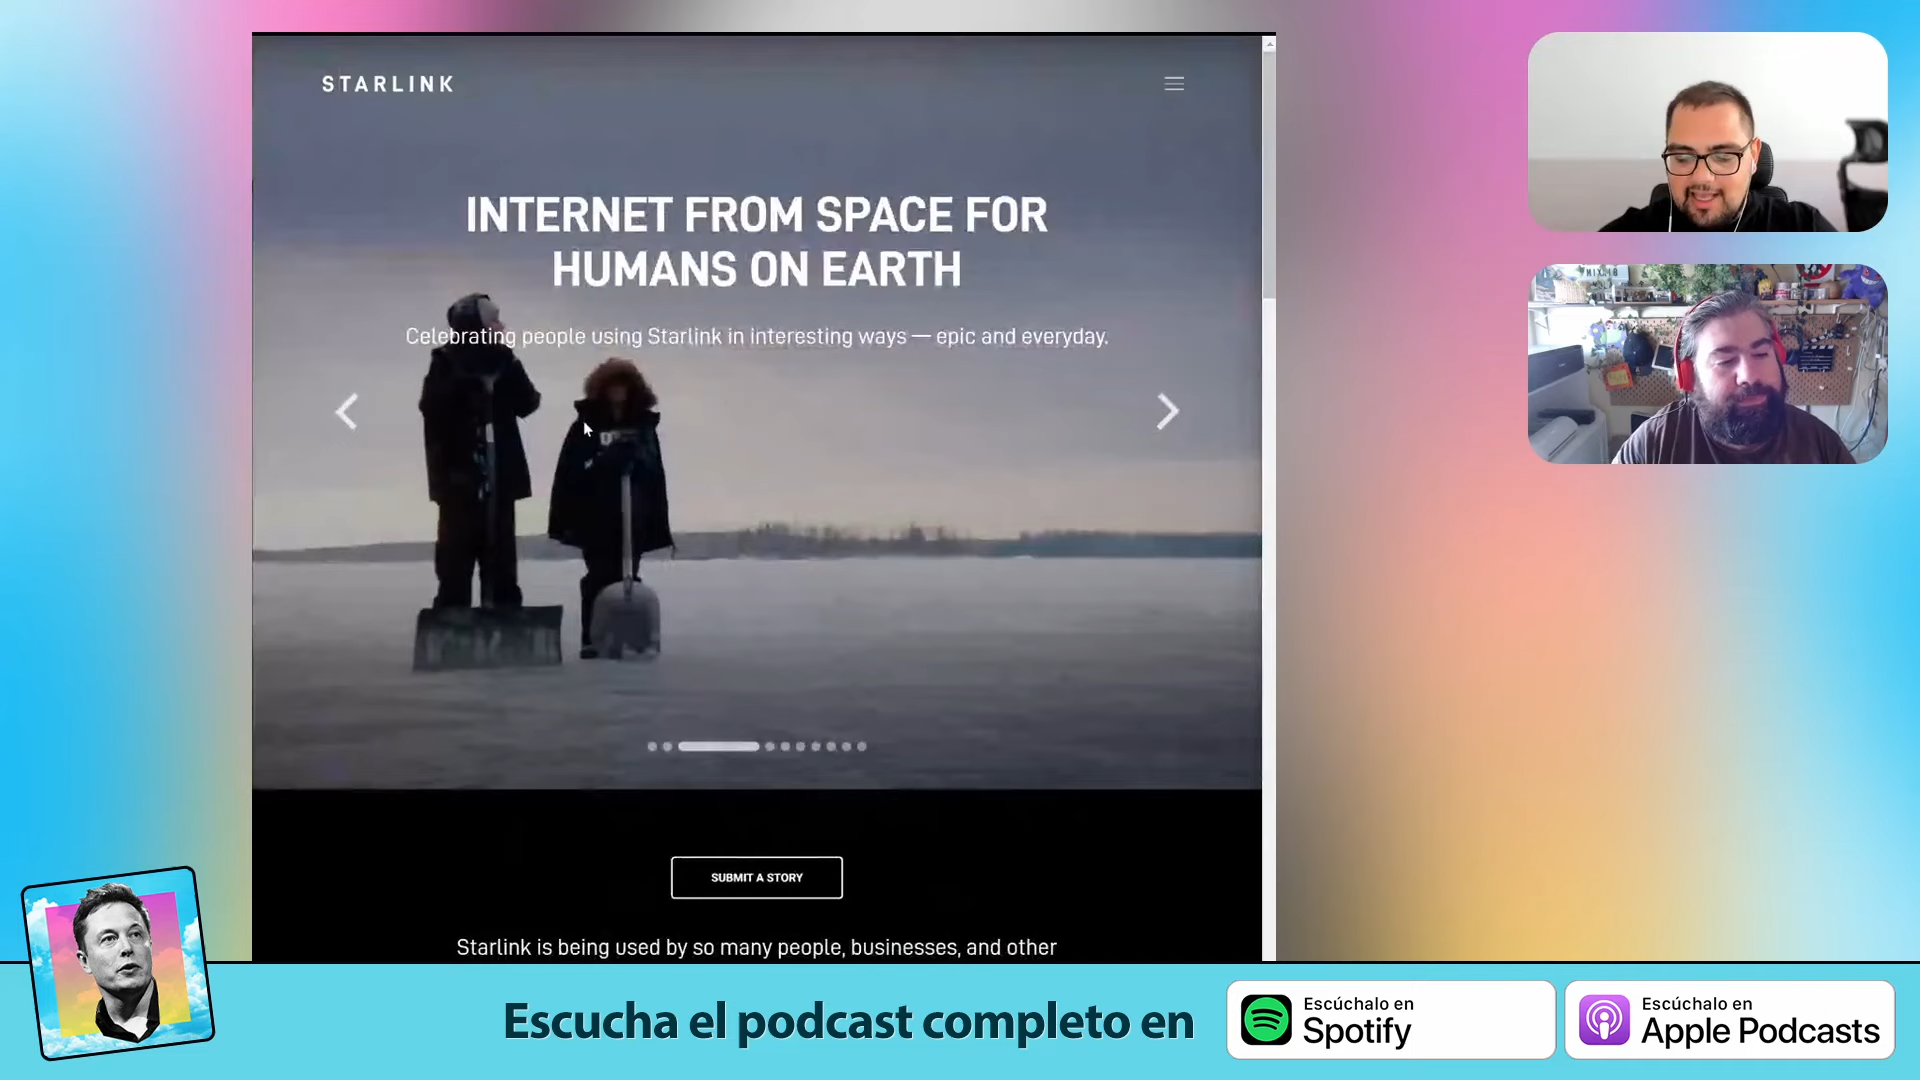 STARLINK
INTERNET FROM SPACE FOR
HUMANS ON EARTH
Celebrating people using Starlink in interesting ways — epic and everyday.
SUBMIT A STORY
Starlink is being used by so many people, businesses, and other
Escucha el podcast completo en
Escúchalo en
Spotify
Escúchalo en
Apple Podcasts